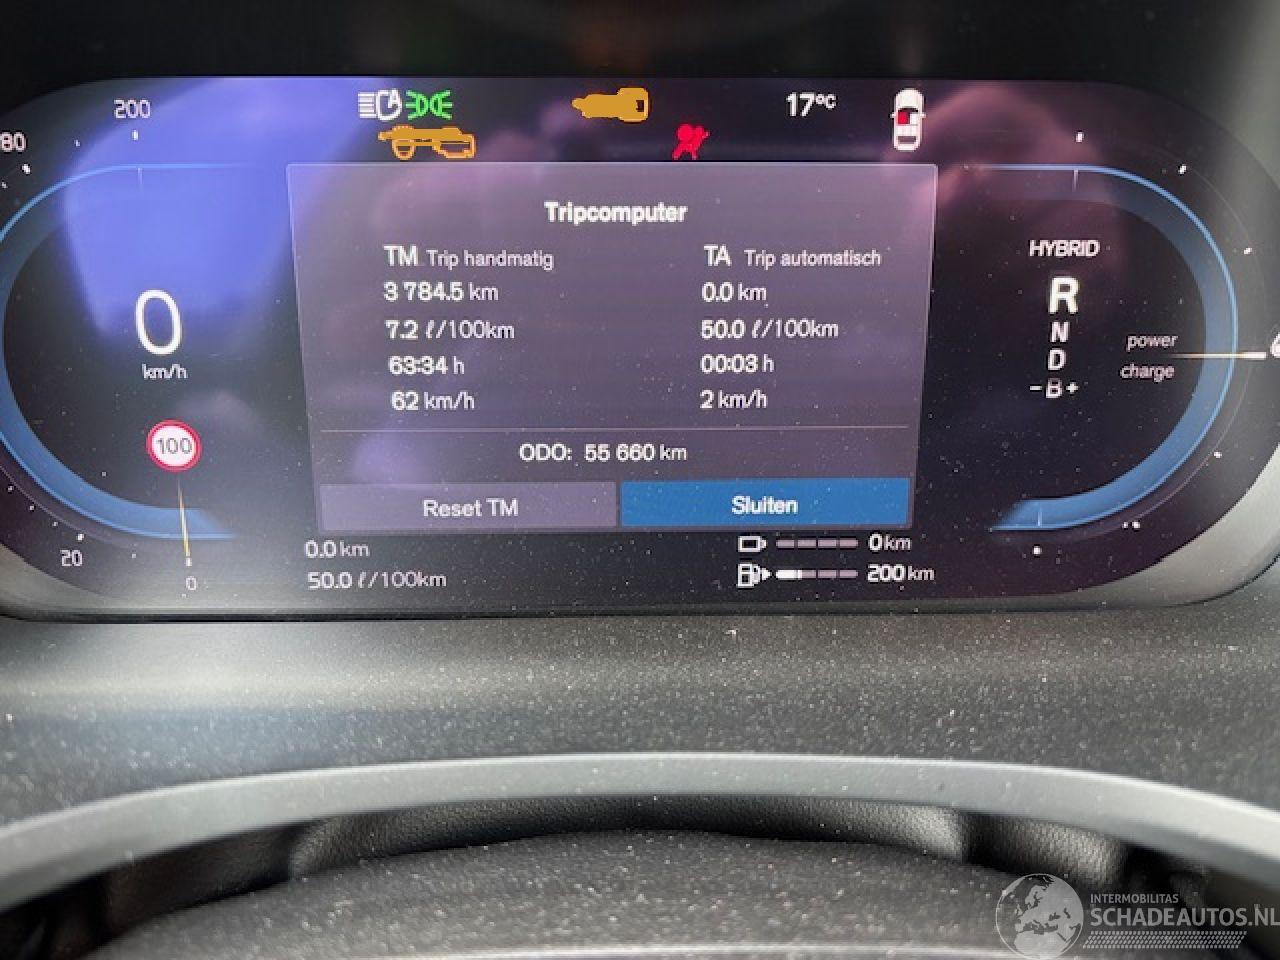 200
80
17°C
Tripcomputer
TM Trip handmatig
TA Trip automatisch
3 784.5 km
0.0 km
7.2 ℓ/100km
50.0 ℓ/100km
63:34 h
00:03 h
62 km/h
2 km/h
ODO: 55 660 km
Reset TM
Sluiten
0
km/h
100
20
0
HYBRID
R
N
D
-B+
power
charge
0.0 km
50.0 ℓ/100km
0km
200 km
INTERMOBILITAS
SCHADEAUTOS.NL